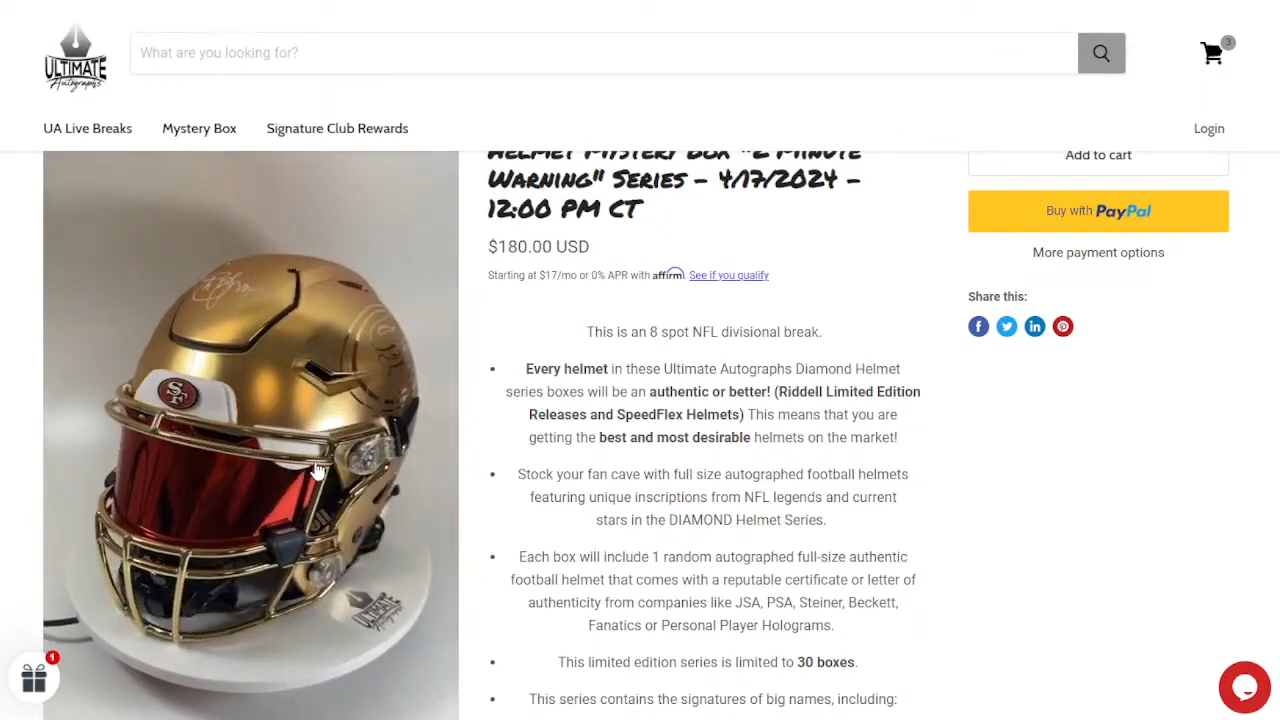 ULTIMATE
Autographs
What are you looking for?
3
UA Live Breaks
Mystery Box
Signature Club Rewards
Login
Helmet Mystery Box "2 Minute
Warning" Series - 4/17/2024 -
12:00 PM CT
$180.00 USD
Starting at $17/mo or 0% APR with affirm. See if you qualify
This is an 8 spot NFL divisional break.
• Every helmet in these Ultimate Autographs Diamond Helmet
series boxes will be an authentic or better! (Riddell Limited Edition
Releases and SpeedFlex Helmets) This means that you are
getting the best and most desirable helmets on the market!
• Stock your fan cave with full size autographed football helmets
featuring unique inscriptions from NFL legends and current
stars in the DIAMOND Helmet Series.
• Each box will include 1 random autographed full-size authentic
football helmet that comes with a reputable certificate or letter of
authenticity from companies like JSA, PSA, Steiner, Beckett,
Fanatics or Personal Player Holograms.
• This limited edition series is limited to 30 boxes.
• This series contains the signatures of big names, including:
Add to cart
Buy with PayPal
More payment options
Share this:
SF
ULTIMATE
Autographs
1